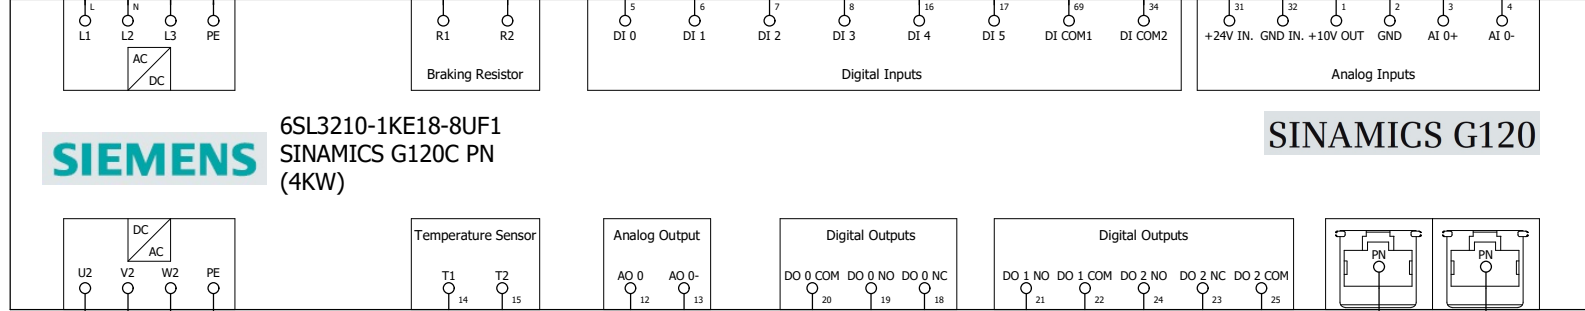 L N 5 6 7 8 16 17 69 34 31 32 1 2 3 4
L1 L2 L3 PE R1 R2 DI 0 DI 1 DI 2 DI 3 DI 4 DI 5 DI COM1 DI COM2 +24V IN. GND IN. +10V OUT GND AI 0+ AI 0-
AC
DC
Braking Resistor
Digital Inputs
Analog Inputs
SIEMENS
6SL3210-1KE18-8UF1
SINAMICS G120C PN
(4KW)
SINAMICS G120
DC
AC
U2 V2 W2 PE
Temperature Sensor
T1 T2
14 15
Analog Output
AO 0 AO 0-
12 13
Digital Outputs
DO 0 COM DO 0 NO DO 0 NC
20 19 18
Digital Outputs
DO 1 NO DO 1 COM DO 2 NO DO 2 NC DO 2 COM
21 22 24 23 25
PN PN